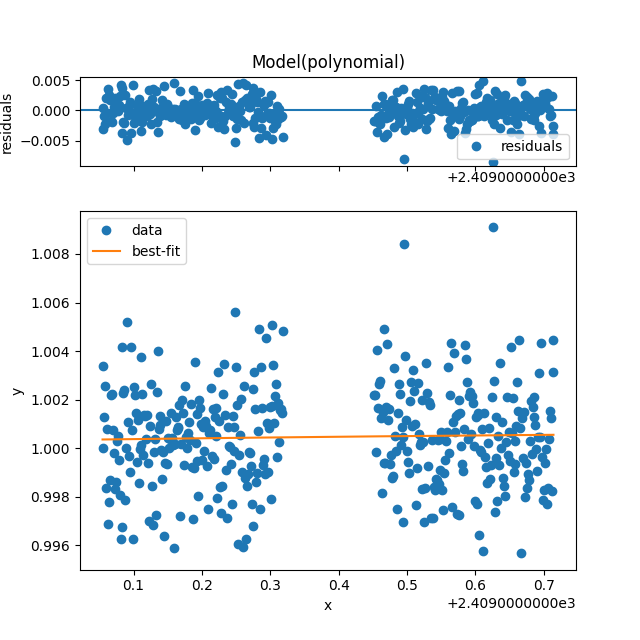 Model(polynomial)
0.005
0.000
−0.005
residuals
residuals
+2.4090000000e3
data
best-fit
1.008
1.006
1.004
1.002
1.000
0.998
0.996
y
0.1 0.2 0.3 0.4 0.5 0.6 0.7
x
+2.4090000000e3